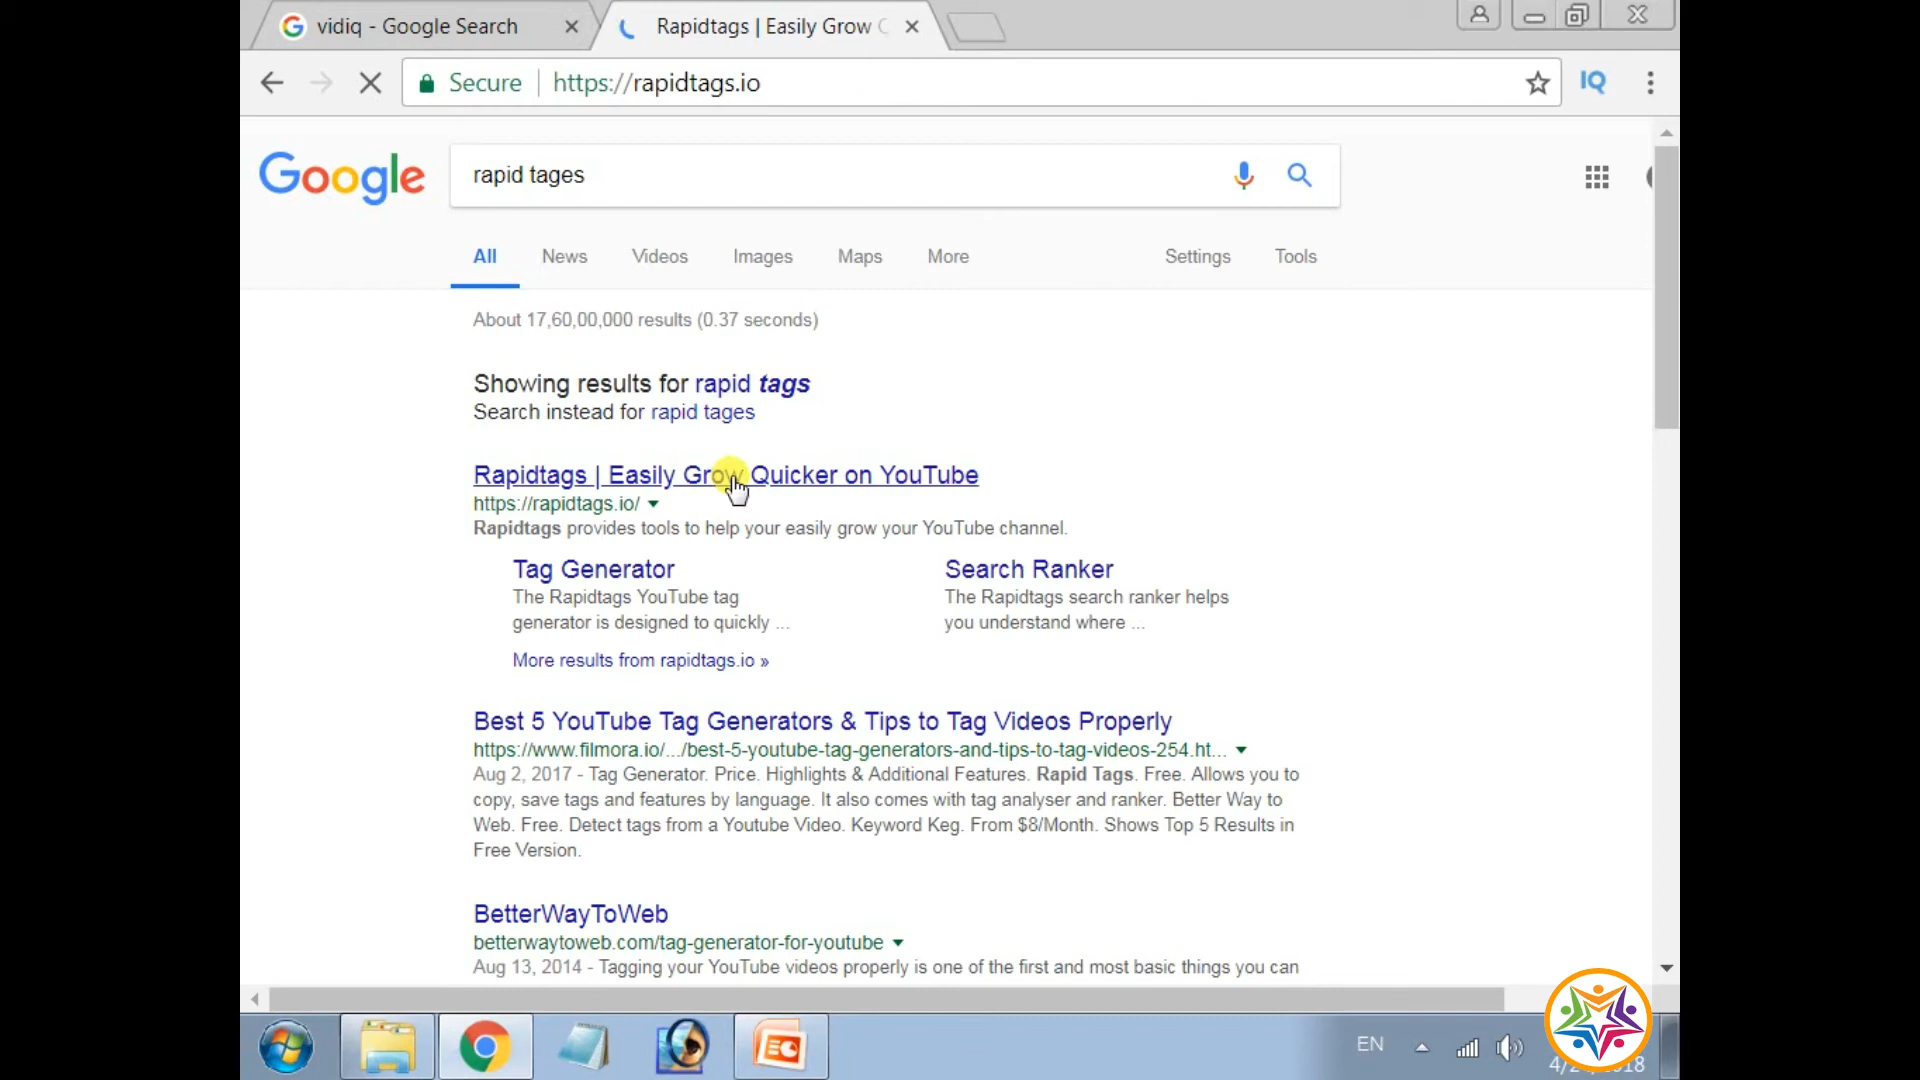 vidiq - Google Search
Rapidtags | Easily Grow
Secure https://rapidtags.io
IQ
Google
rapid tages
All News Videos Images Maps More Settings Tools
About 17,60,00,000 results (0.37 seconds)
Showing results for rapid tags
Search instead for rapid tages
Rapidtags | Easily Grow Quicker on YouTube
https://rapidtags.io/
Rapidtags provides tools to help your easily grow your YouTube channel.
Tag Generator
The Rapidtags YouTube tag
generator is designed to quickly ...
Search Ranker
The Rapidtags search ranker helps
you understand where ...
More results from rapidtags.io »
Best 5 YouTube Tag Generators & Tips to Tag Videos Properly
https://www.filmora.io/.../best-5-youtube-tag-generators-and-tips-to-tag-videos-254.ht...
Aug 2, 2017 - Tag Generator. Price. Highlights & Additional Features. Rapid Tags. Free. Allows you to
copy, save tags and features by language. It also comes with tag analyser and ranker. Better Way to
Web. Free. Detect tags from a Youtube Video. Keyword Keg. From $8/Month. Shows Top 5 Results in
Free Version.
BetterWayToWeb
betterwaytoweb.com/tag-generator-for-youtube
Aug 13, 2014 - Tagging your YouTube videos properly is one of the first and most basic things you can
EN